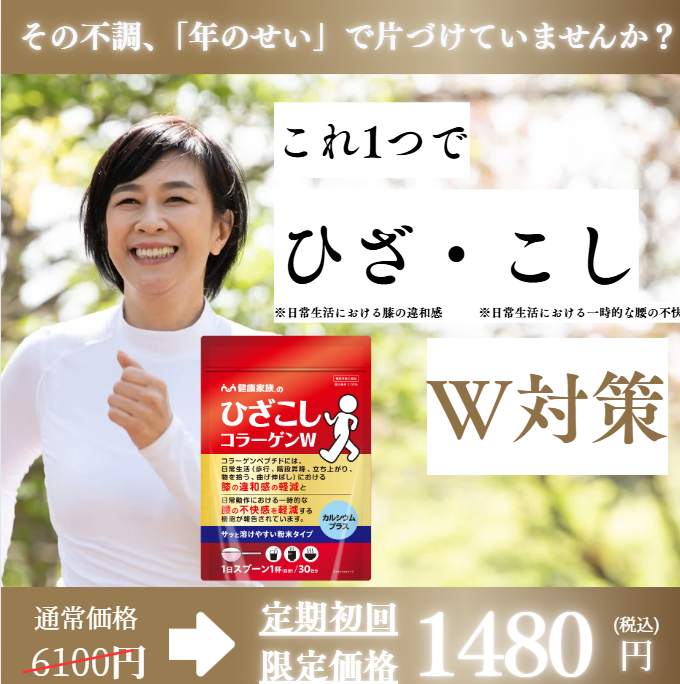 その不調、「年のせい」で片づけていませんか？
これ1つで
ひざ・こし
※日常生活における膝の違和感
※日常生活における一時的な腰の不快
W対策
健康家族の
ひざこし
コラーゲンW
コラーゲンペプチドには、
日常生活（歩行、階段昇降、立ち上がり、
物を拾う、曲げ伸ばし）における
膝の違和感の軽減と
日常動作における一時的な
腰の不快感を軽減する
機能が報告されています。
カルシウム
プラス
サッと溶けやすい粉末タイプ
1日スプーン1杯(目安)/30日分
通常価格
6100円
定期初回
限定価格
1480
(税込)
円